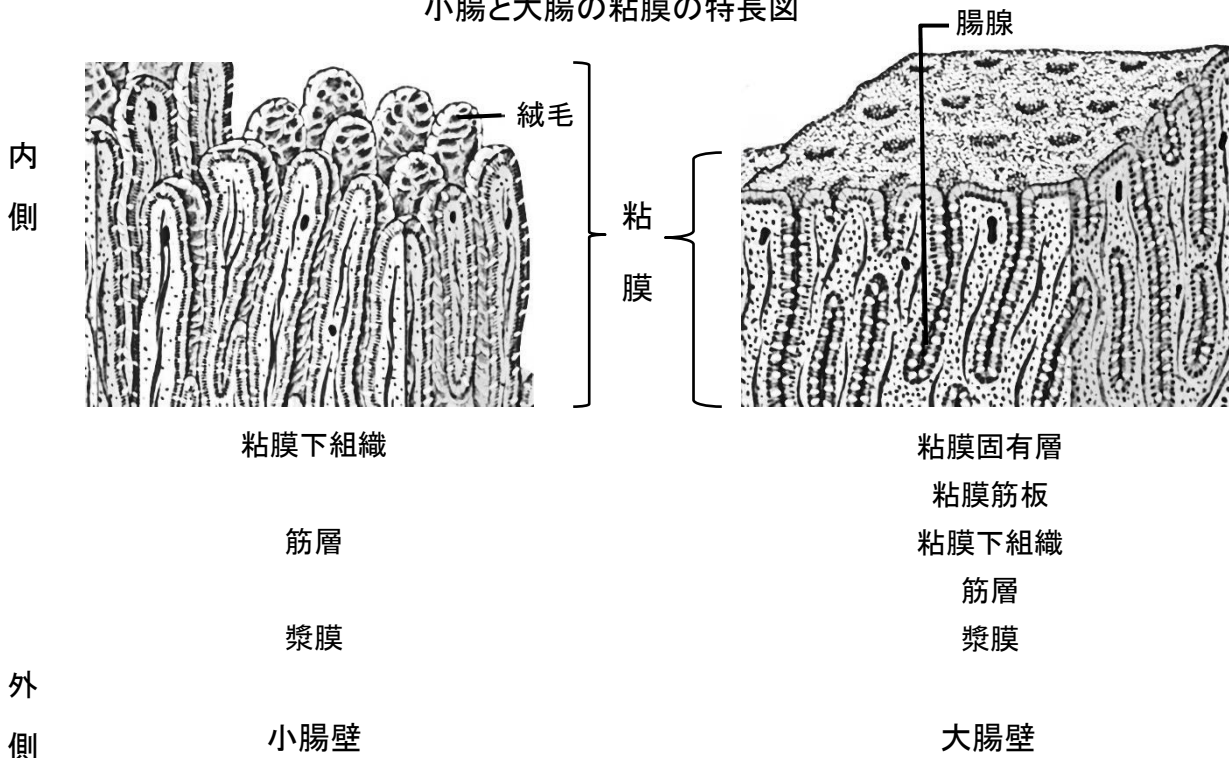 小腸と大腸の粘膜の特長図
腸腺
絨毛
内側
粘膜
粘膜下組織
筋層
漿膜
粘膜固有層
粘膜筋板
粘膜下組織
筋層
漿膜
外側
小腸壁
大腸壁